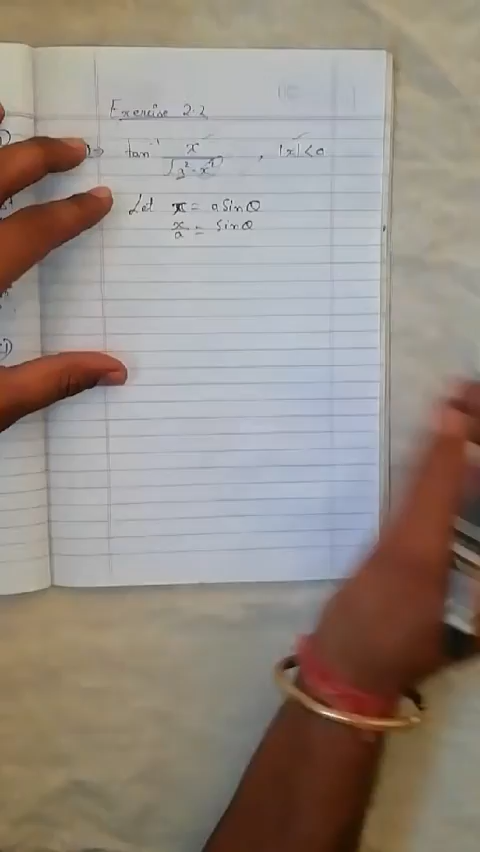 Exercise 2.2
tan⁻¹ x/√(a²-x²) , |x|<a
Let x = a sinθ
x/a = sinθ